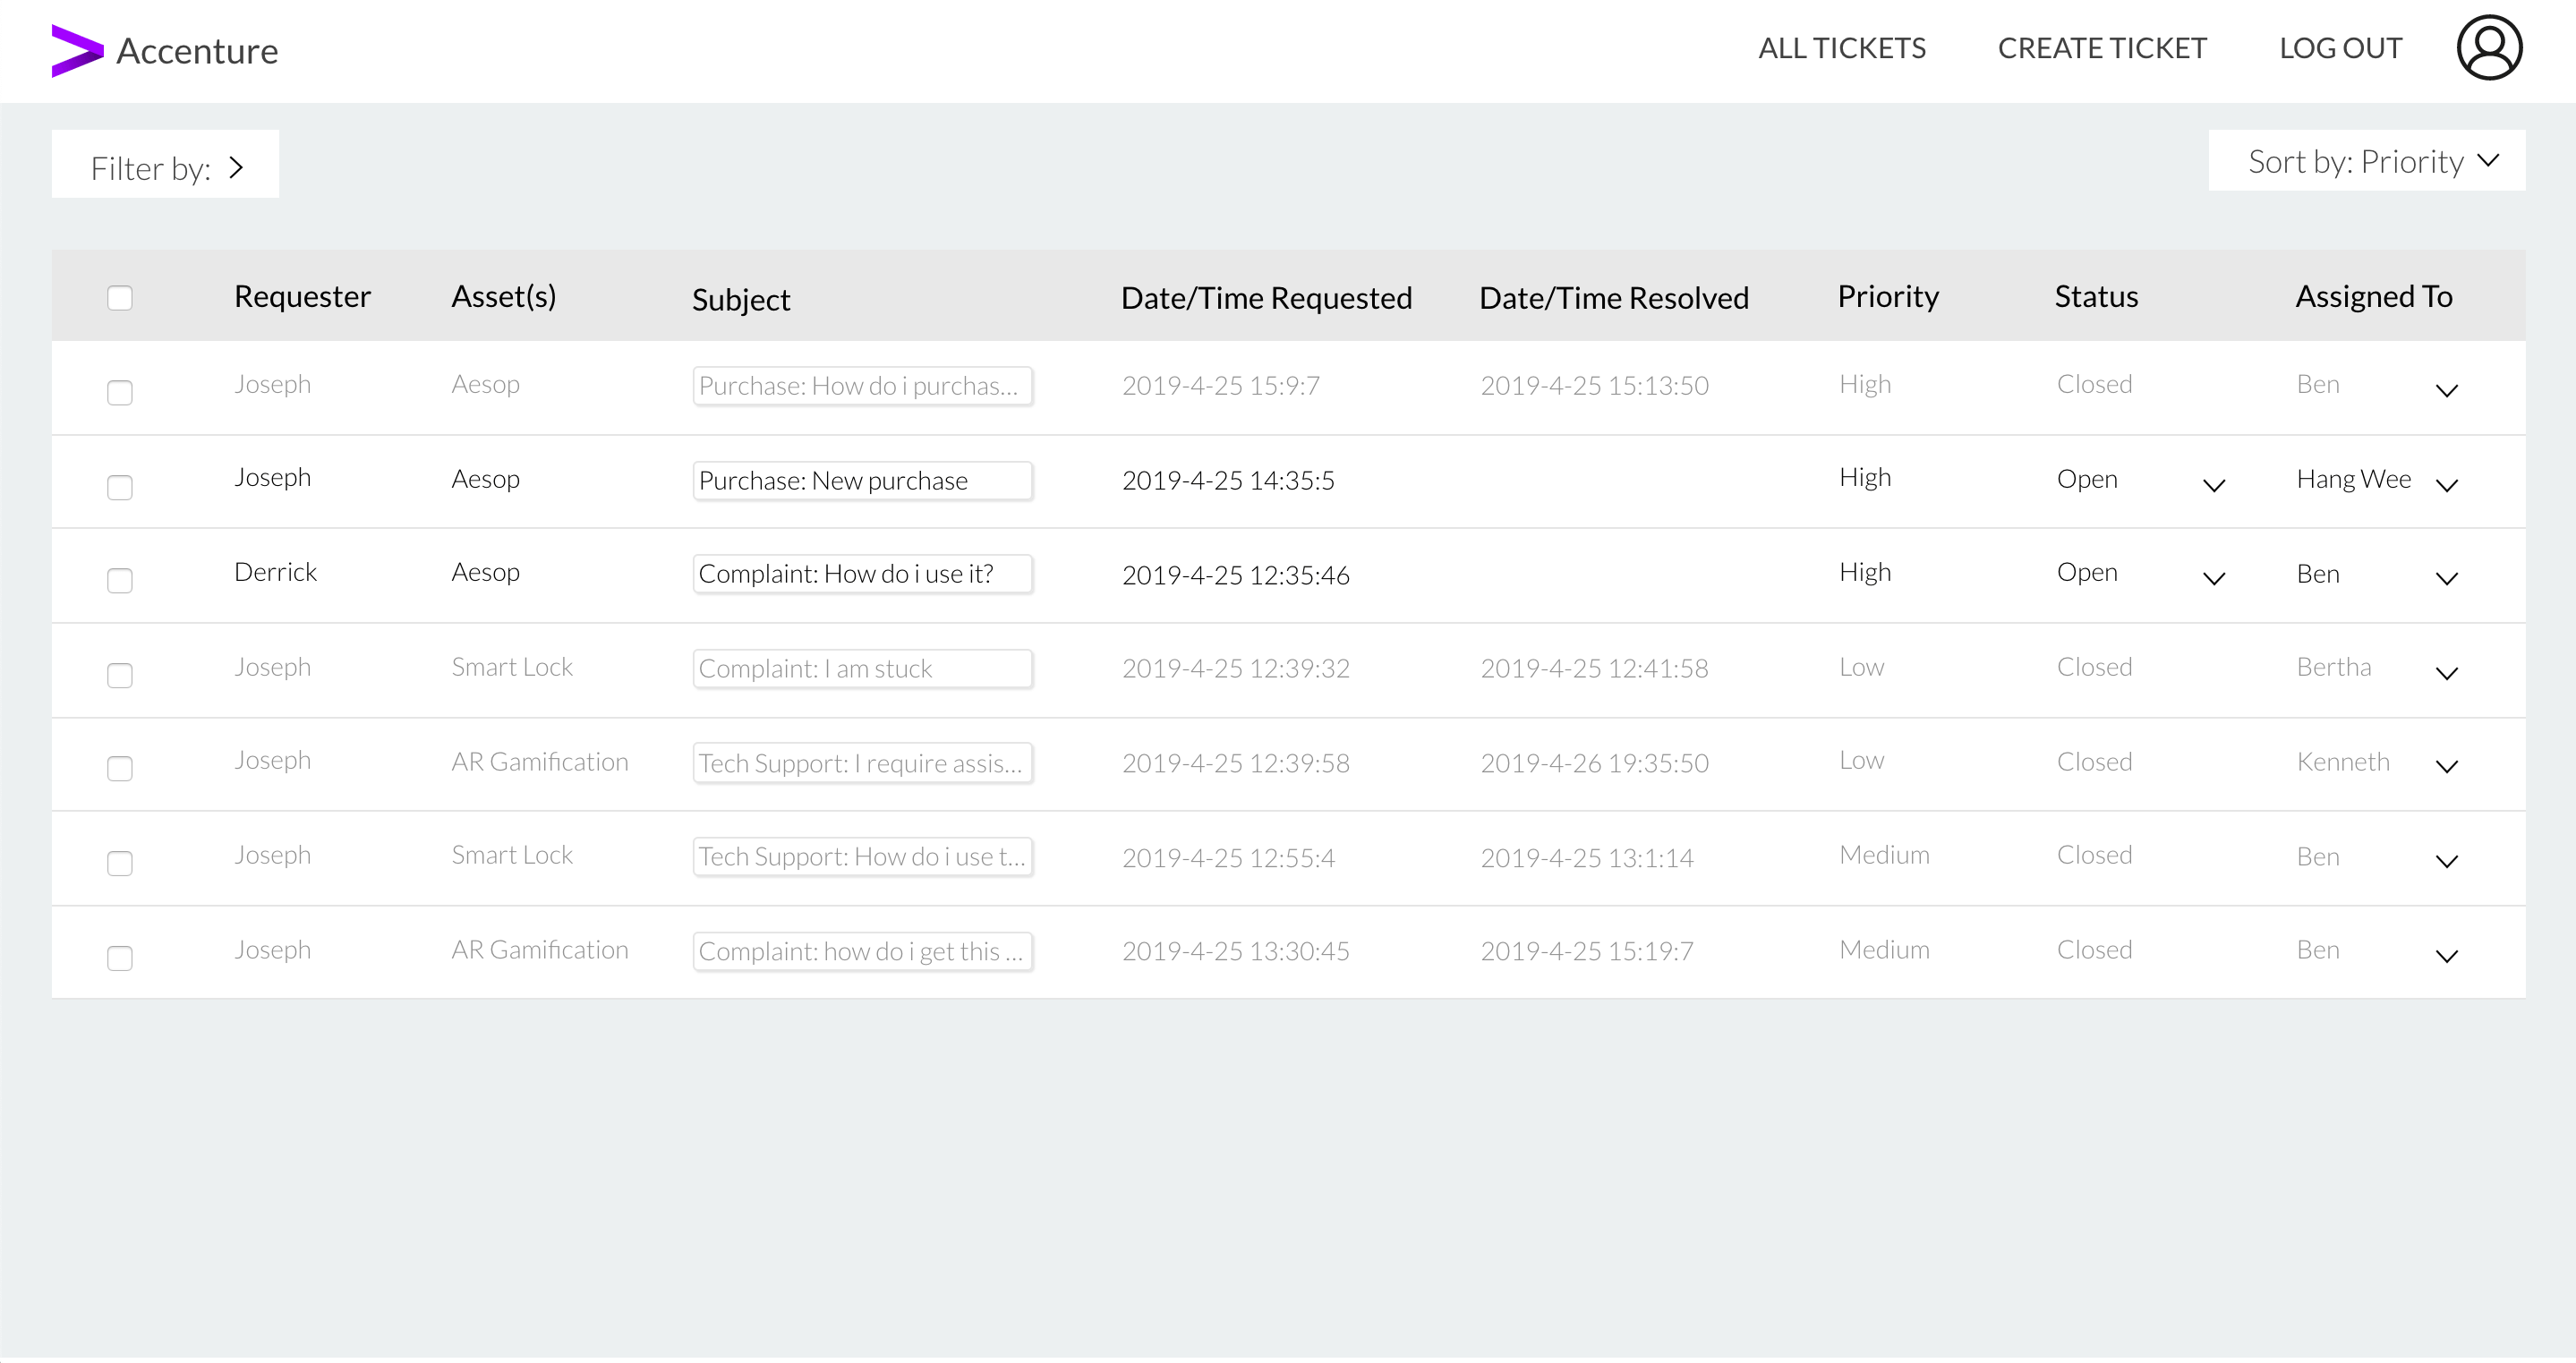 Accenture
ALL TICKETS CREATE TICKET LOG OUT
Filter by:
Sort by: Priority
Requester Asset(s) Subject Date/Time Requested Date/Time Resolved Priority Status Assigned To
Joseph Aesop Purchase: How do i purchas... 2019-4-25 15:9:7 2019-4-25 15:13:50 High Closed Ben
Joseph Aesop Purchase: New purchase 2019-4-25 14:35:5 High Open Hang Wee
Derrick Aesop Complaint: How do i use it? 2019-4-25 12:35:46 High Open Ben
Joseph Smart Lock Complaint: I am stuck 2019-4-25 12:39:32 2019-4-25 12:41:58 Low Closed Bertha
Joseph AR Gamification Tech Support: I require assis... 2019-4-25 12:39:58 2019-4-26 19:35:50 Low Closed Kenneth
Joseph Smart Lock Tech Support: How do i use t... 2019-4-25 12:55:4 2019-4-25 13:1:14 Medium Closed Ben
Joseph AR Gamification Complaint: how do i get this ... 2019-4-25 13:30:45 2019-4-25 15:19:7 Medium Closed Ben